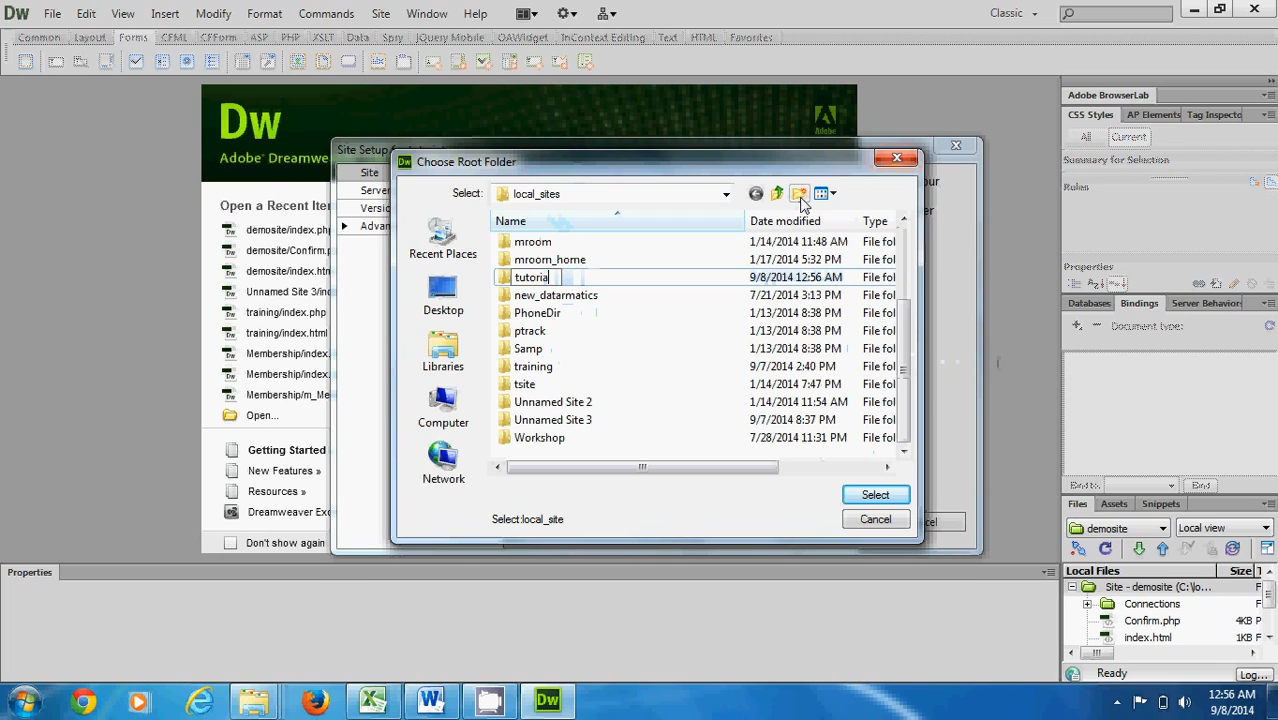 Dw File Edit View Insert Modify Format Commands Site Window Help Classic
Common Layout Forms CFML CFForm ASP PHP XSLT Data Spry jQuery Mobile OAWidget InContext Editing Text HTML Favorites
Dw
Adobe® Dreamwe
Adobe
Open a Recent Item
demosite/index.php
demosite/Confirm.p
demosite/index.htm
Unnamed Site 3/ind
training/index.php
training/index.html
Membership/index.
Membership/m_Me
Open...
Getting Started
New Features »
Resources »
Dreamweaver Exc
Don't show again
Site Setup fo
Site
Server
Versio
Advan
our
r
cel
Dw Choose Root Folder
Select: local_sites
Recent Places
Desktop
Libraries
Computer
Network
Name Date modified Type
mroom 1/14/2014 11:48 AM File fol
mroom_home 1/17/2014 5:32 PM File fol
tutoria 9/8/2014 12:56 AM File fol
new_datarmatics 7/21/2014 3:13 PM File fol
PhoneDir 1/13/2014 8:38 PM File fol
ptrack 1/13/2014 8:38 PM File fol
Samp 1/13/2014 8:38 PM File fol
training 9/7/2014 2:40 PM File fol
tsite 1/14/2014 7:47 PM File fol
Unnamed Site 2 1/14/2014 11:54 AM File fol
Unnamed Site 3 9/7/2014 8:37 PM File fol
Workshop 7/28/2014 11:31 PM File fol
Select
Select:local_site
Cancel
Adobe BrowserLab
CSS Styles AP Elements Tag Inspecto
All Current
Summary for Selection
Rules
Properties
Databases Bindings Server Behavior
Document type:
Bind to: Bind
Files Assets Snippets
demosite Local view
Local Files Size T
Site - demosite (C:\lo... F
Connections F
Confirm.php 4KB P
index.html 1KB F
Ready Log...
Properties
Dw
12:56 AM
9/8/2014